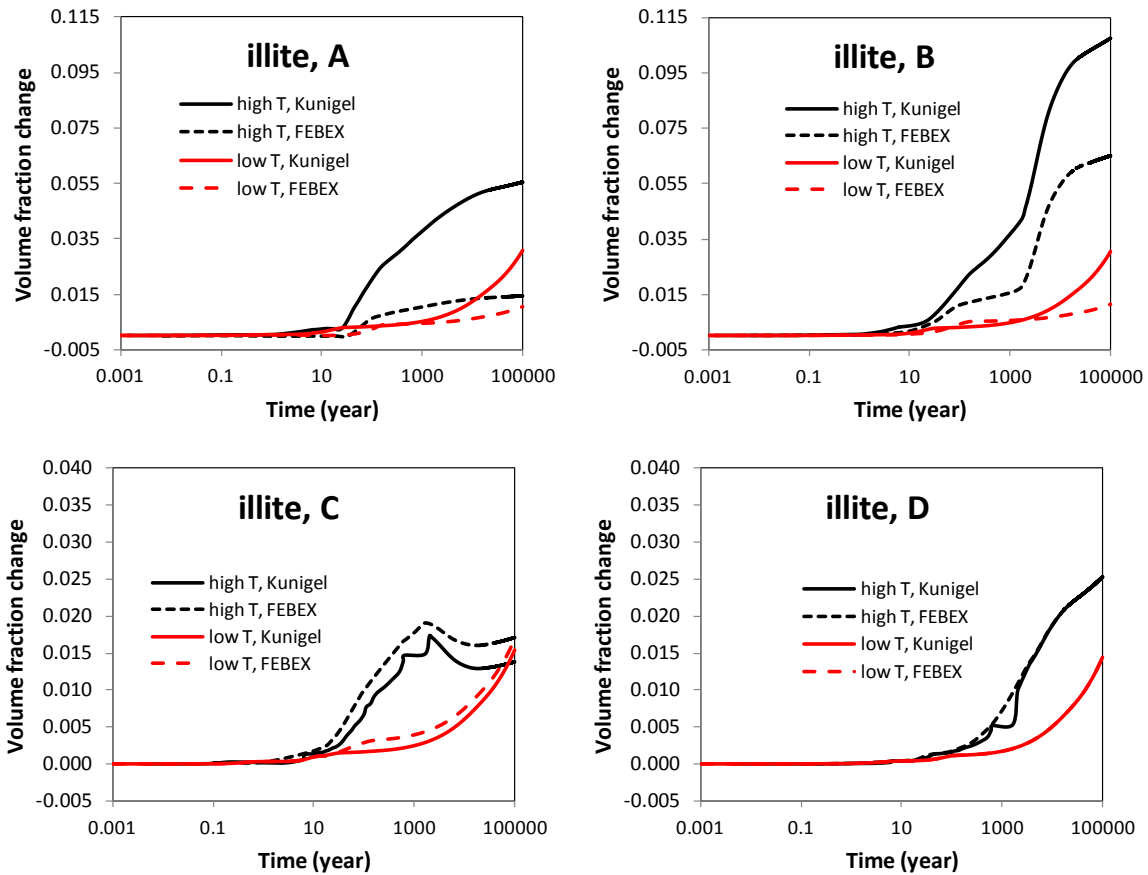 illite, A
high T, Kunigel
high T, FEBEX
low T, Kunigel
low T, FEBEX
Volume fraction change
0.115
0.095
0.075
0.055
0.035
0.015
-0.005
0.001 0.1 10 1000 100000
Time (year)
illite, B
high T, Kunigel
high T, FEBEX
low T, Kunigel
low T, FEBEX
Volume fraction change
0.115
0.095
0.075
0.055
0.035
0.015
-0.005
0.001 0.1 10 1000 100000
Time (year)
illite, C
high T, Kunigel
high T, FEBEX
low T, Kunigel
low T, FEBEX
Volume fraction change
0.040
0.035
0.030
0.025
0.020
0.015
0.010
0.005
0.000
-0.005
0.001 0.1 10 1000 100000
Time (year)
illite, D
high T, Kunigel
high T, FEBEX
low T, Kunigel
low T, FEBEX
Volume fraction change
0.040
0.035
0.030
0.025
0.020
0.015
0.010
0.005
0.000
-0.005
0.001 0.1 10 1000 100000
Time (year)